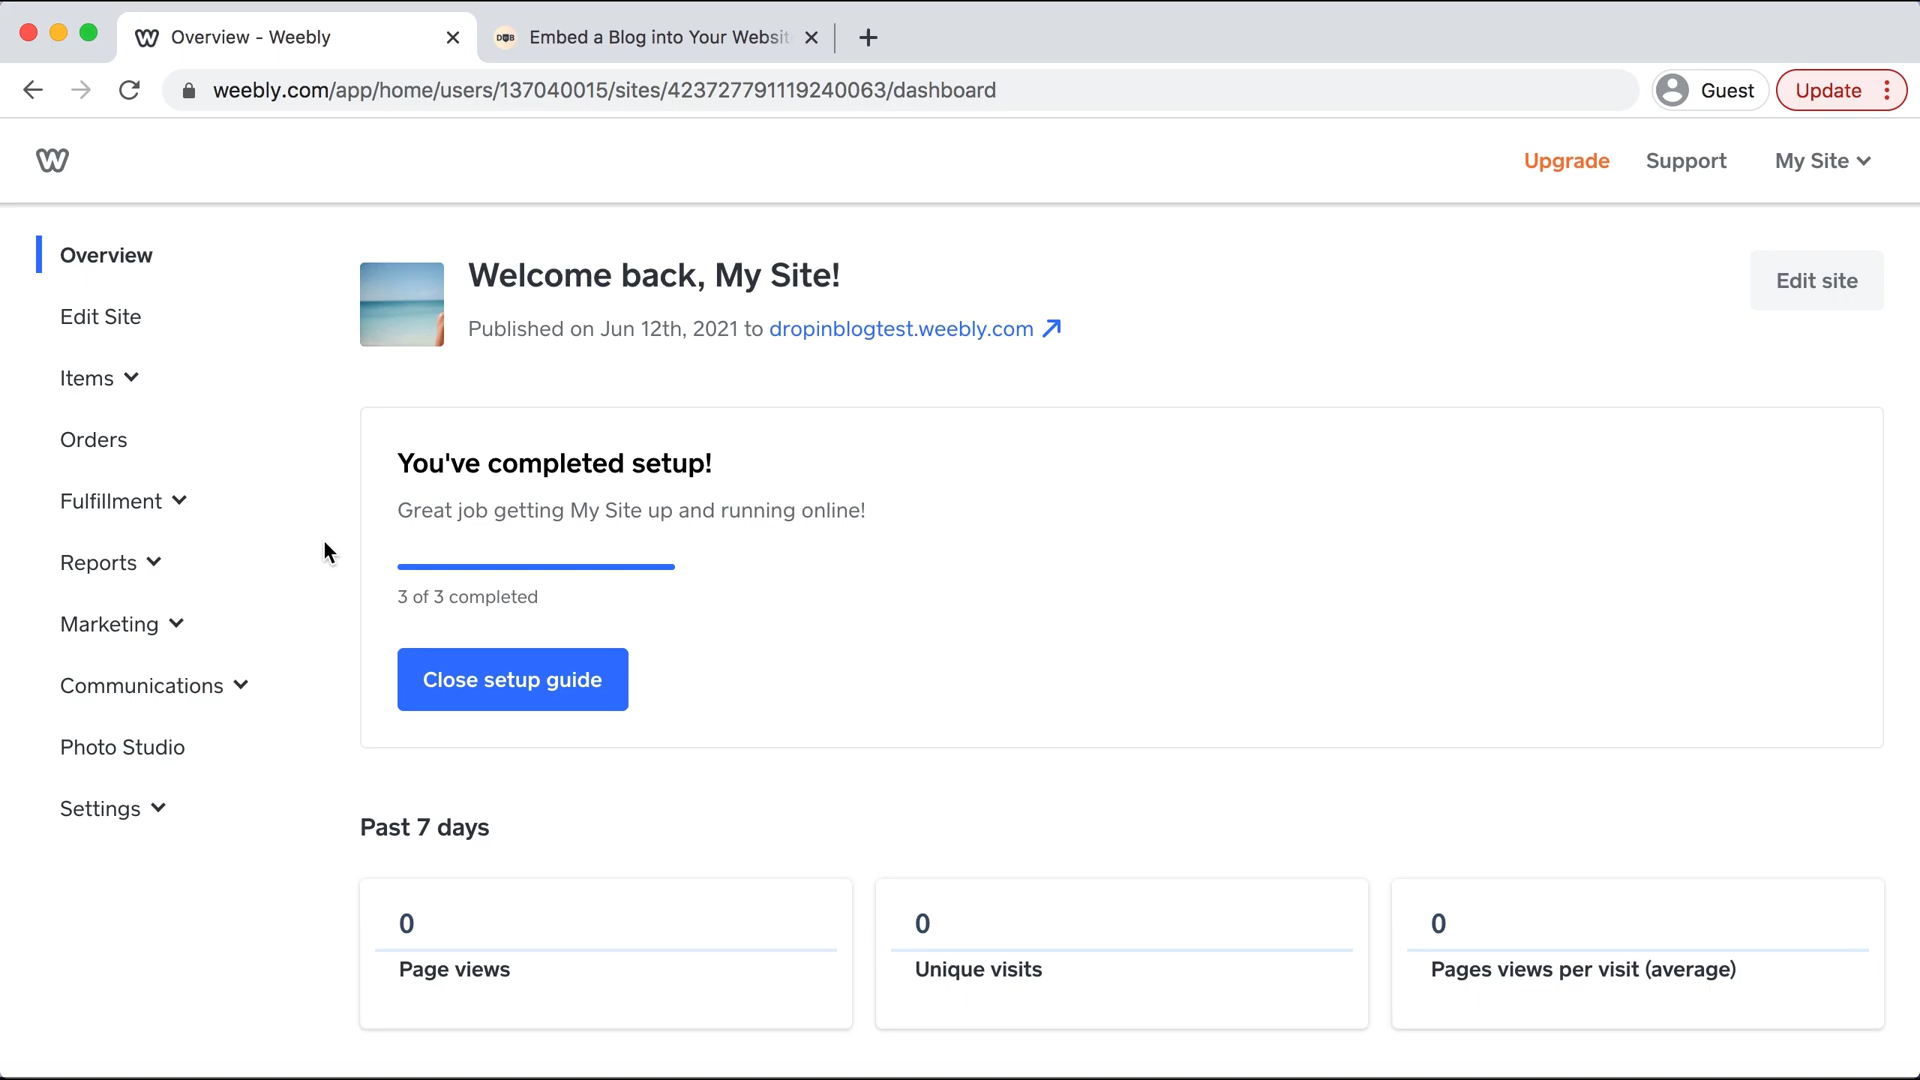 Overview - Weebly
DIB Embed a Blog into Your Websit
weebly.com/app/home/users/137040015/sites/423727791119240063/dashboard
Guest
Update
Upgrade
Support
My Site
Overview
Edit Site
Items
Orders
Fulfillment
Reports
Marketing
Communications
Photo Studio
Settings
Welcome back, My Site!
Edit site
Published on Jun 12th, 2021 to dropinblogtest.weebly.com
You've completed setup!
Great job getting My Site up and running online!
3 of 3 completed
Close setup guide
Past 7 days
0
Page views
0
Unique visits
0
Pages views per visit (average)